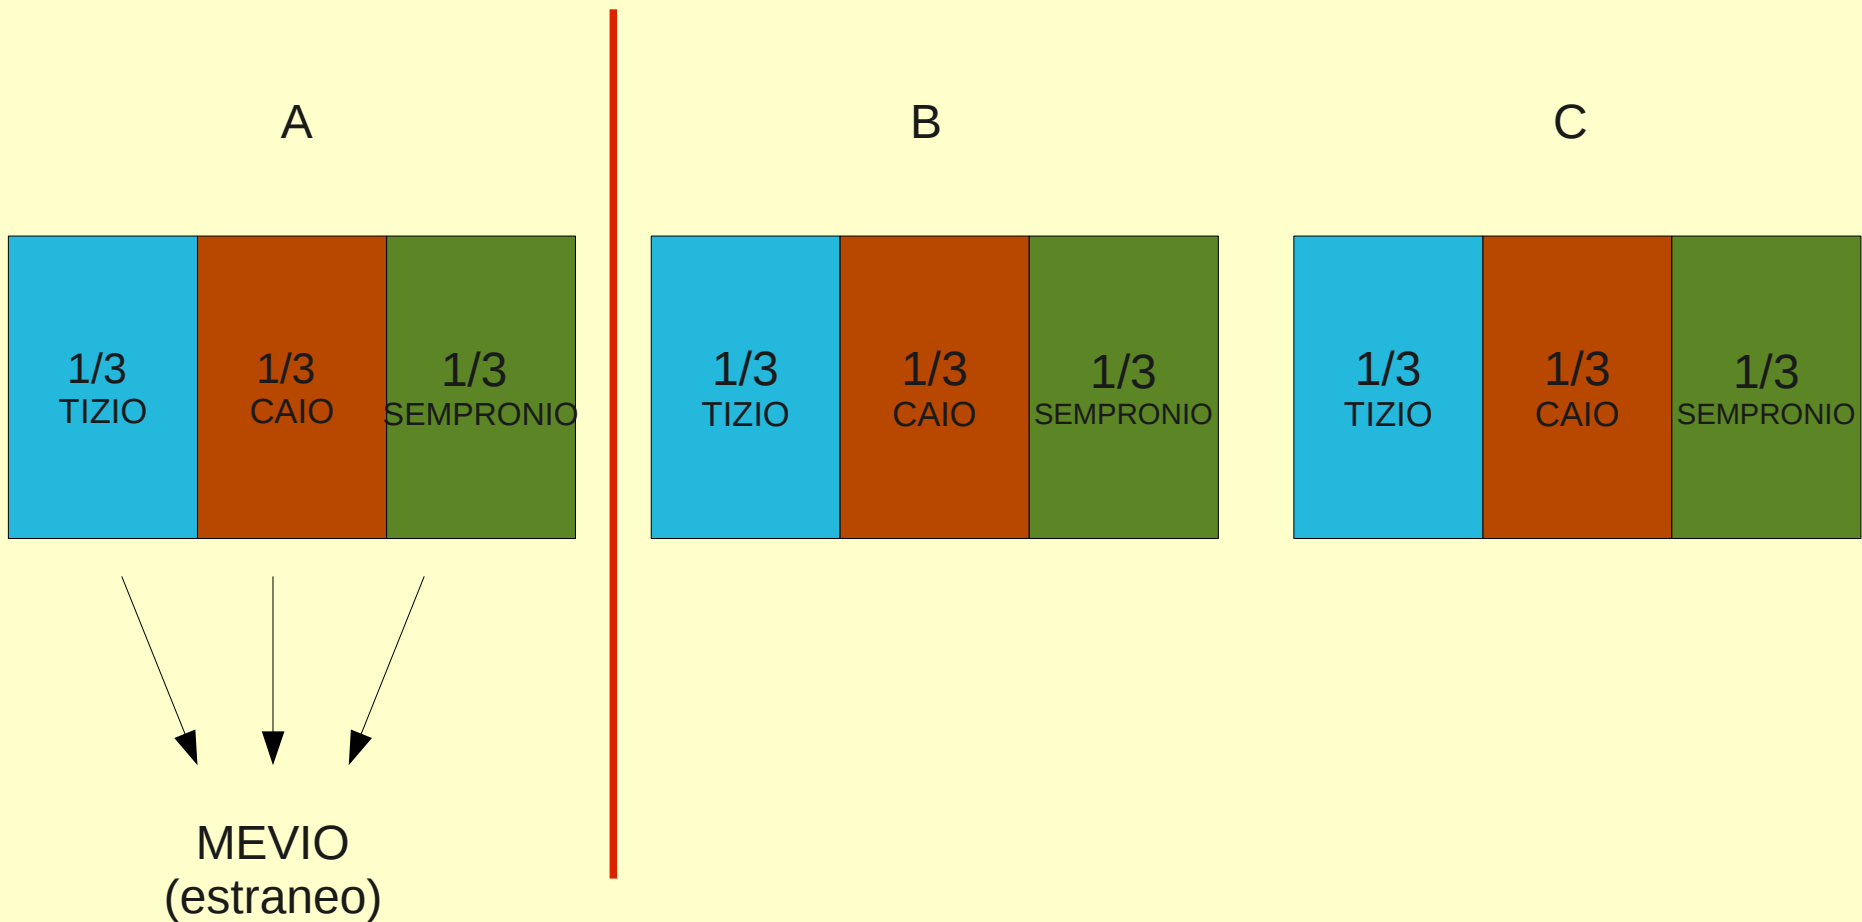 A
B
C
1/3
TIZIO
1/3
CAIO
1/3
SEMPRONIO
1/3
TIZIO
1/3
CAIO
1/3
SEMPRONIO
1/3
TIZIO
1/3
CAIO
1/3
SEMPRONIO
MEVIO
(estraneo)